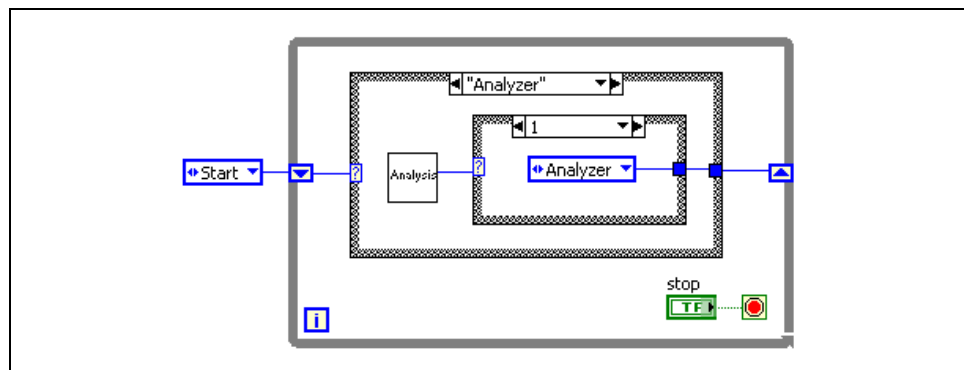 "Analyzer"
1
Start
?
Analysis
?
Analyzer
stop
TF
i